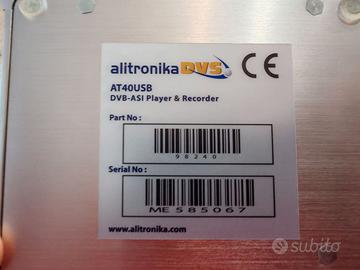 alitronika DVS CE
AT40USB
DVB-ASI Player & Recorder
Part No :
98240
Serial No :
ME585067
www.alitronika.com
subito